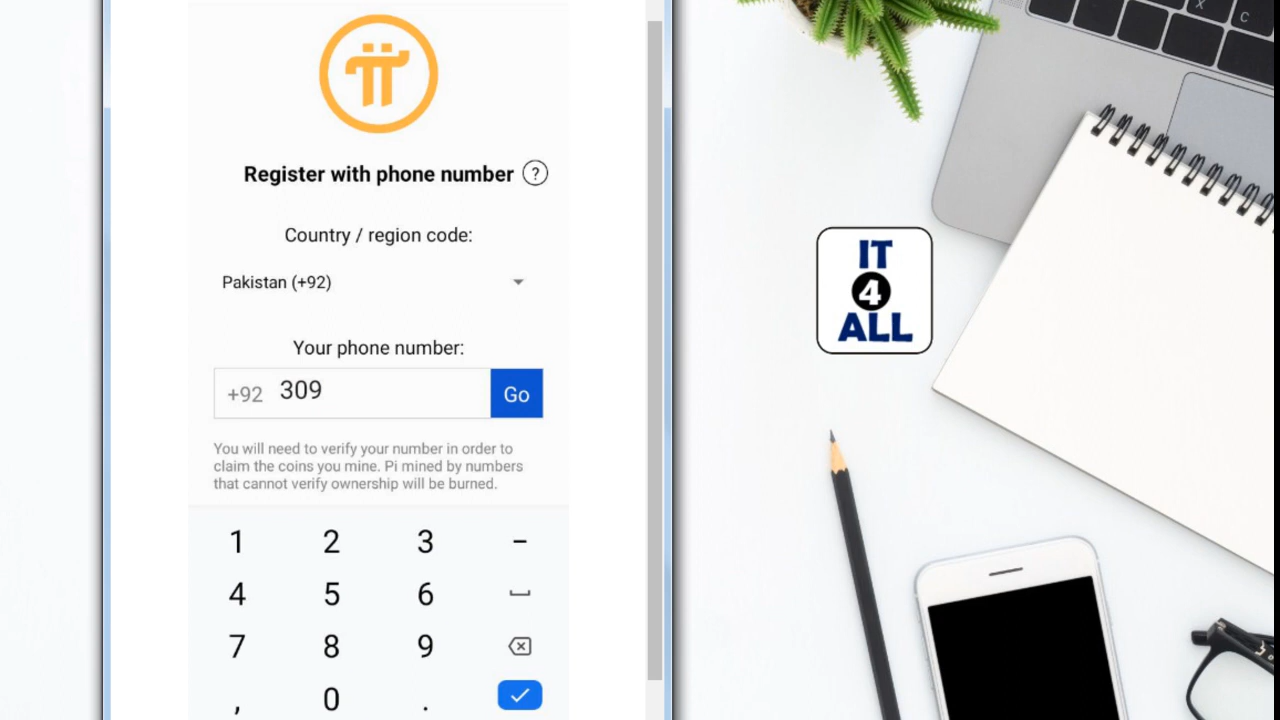 Register with phone number ?
Country / region code:
Pakistan (+92)
Your phone number:
+92 309 Go
You will need to verify your number in order to
claim the coins you mine. Pi mined by numbers
that cannot verify ownership will be burned.
1 2 3 -
4 5 6
7 8 9
, 0 .
X C
IT
4
ALL